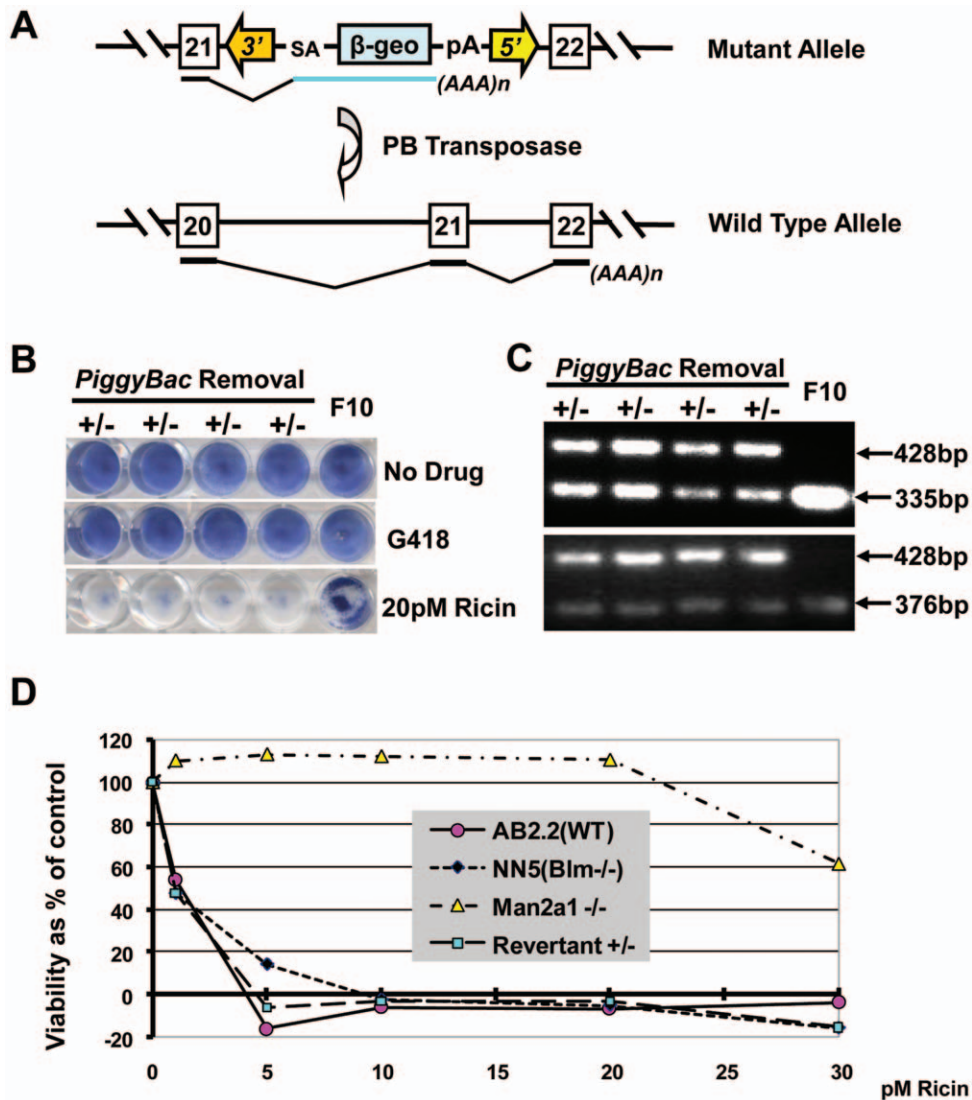 A
21 3' SA β-geo pA 5' 22 Mutant Allele
(AAA)n
PB Transposase
20 21 22 Wild Type Allele
(AAA)n
B
PiggyBac Removal F10
+/- +/- +/- +/-
No Drug
G418
20pM Ricin
C
PiggyBac Removal F10
+/- +/- +/- +/-
428bp
335bp
428bp
376bp
D
Viability as % of control
120
100
80
60
40
20
0
-20
AB2.2(WT)
NN5(Blm-/-)
Man2a1 -/-
Revertant +/-
0 5 10 15 20 25 30
pM Ricin